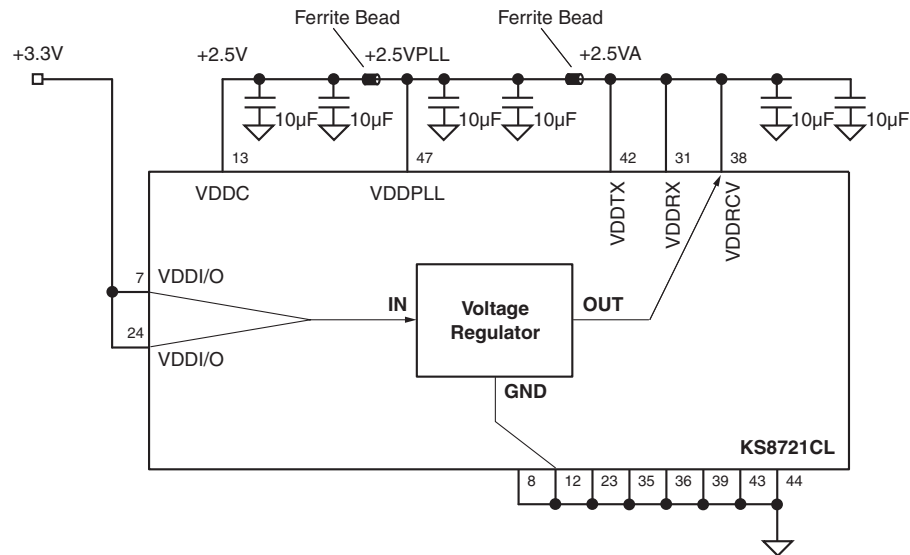 Ferrite Bead
Ferrite Bead
+3.3V
+2.5V
+2.5VPLL
+2.5VA
10µF
10µF
10µF
10µF
10µF
10µF
13
47
42
31
38
VDDC
VDDPLL
VDDTX
VDDRX
VDDRCV
7
VDDI/O
IN
Voltage
Regulator
OUT
24
VDDI/O
GND
KS8721CL
8
12
23
35
36
39
43
44